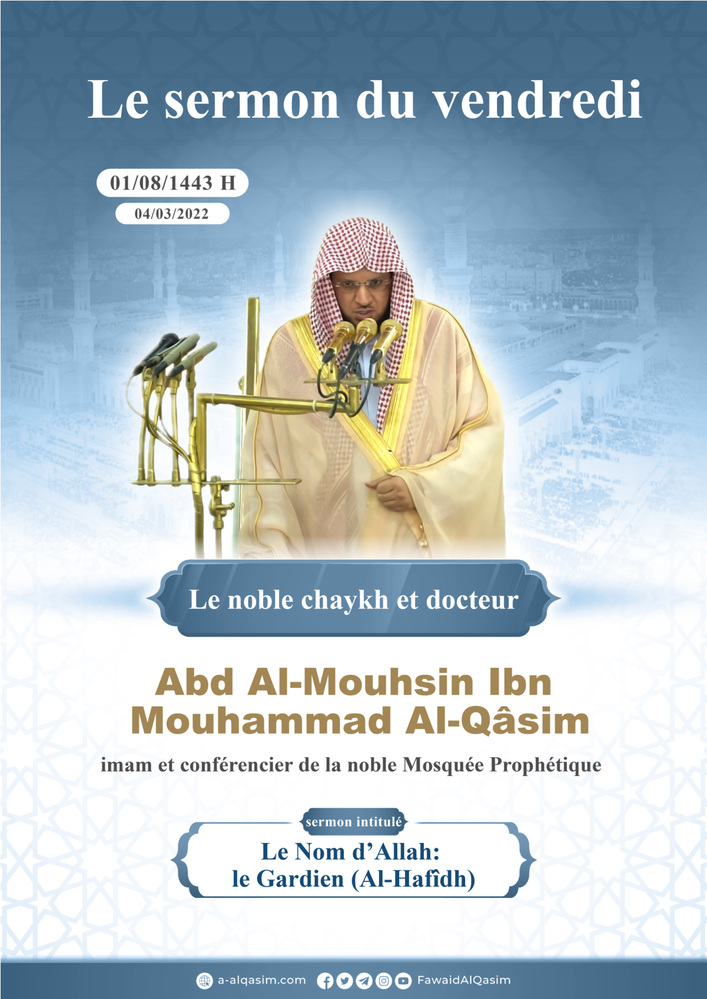 Le sermon du vendredi
01/08/1443 H
04/03/2022
Le noble chaykh et docteur
Abd Al-Mouhsin Ibn
Mouhammad Al-Qâsim
imam et conférencier de la noble Mosquée Prophétique
sermon intitulé
Le Nom d’Allah:
le Gardien (Al-Hafîdh)
a-alqasim.com FawaidAlQasim